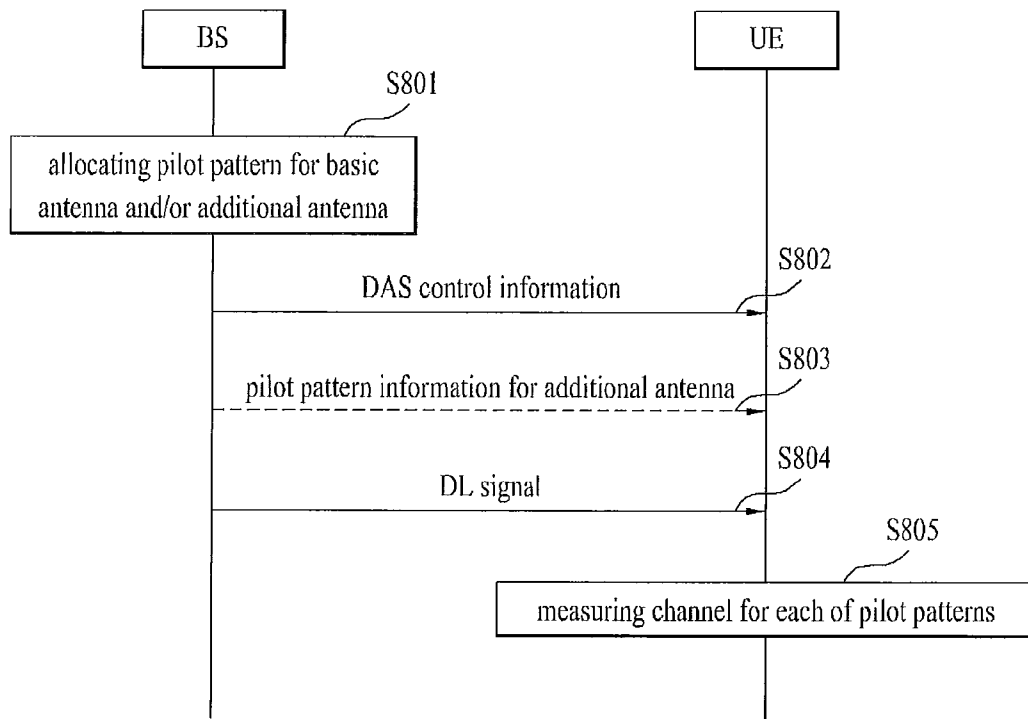 BS
UE
S801
allocating pilot pattern for basic
antenna and/or additional antenna
S802
DAS control information
S803
pilot pattern information for additional antenna
S804
DL signal
S805
measuring channel for each of pilot patterns